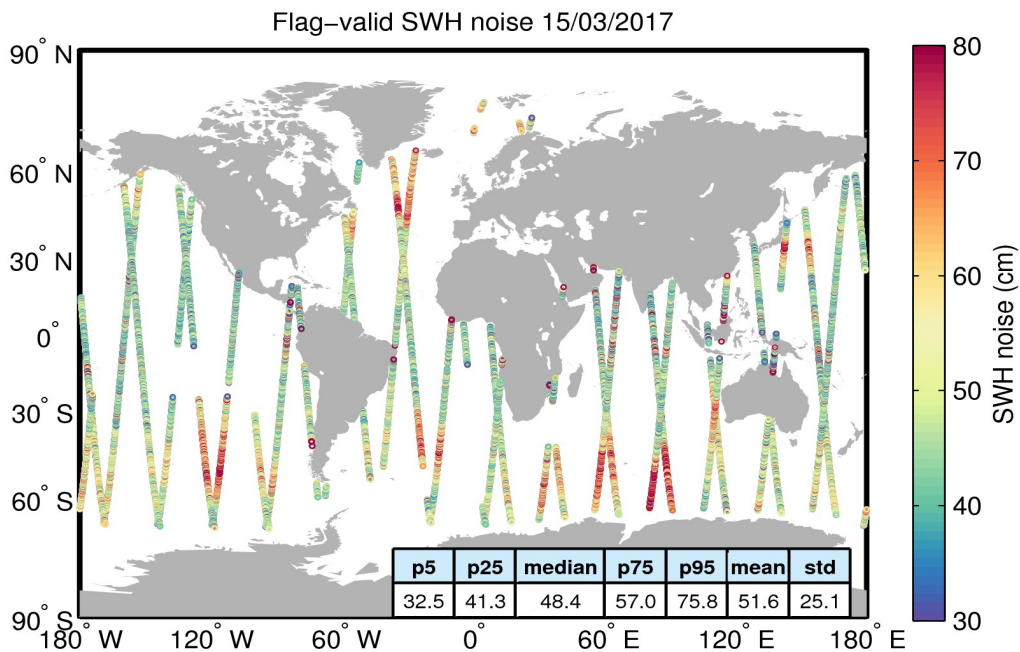 Flag−valid SWH noise 15/03/2017
90° N
60° N
30° N
0°
30° S
60° S
90° S
180° W
120° W
60° W
0°
60° E
120° E
180° E
p5 p25 median p75 p95 mean std
32.5 41.3 48.4 57.0 75.8 51.6 25.1
80
70
60
50
40
30
SWH noise (cm)